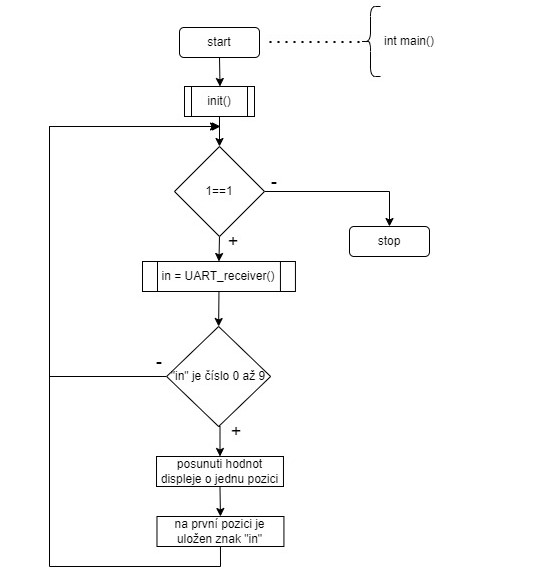 start
int main()
init()
1==1
-
+
stop
in = UART_receiver()
-
"in" je číslo 0 až 9
+
posunuti hodnot
displeje o jednu pozici
na první pozici je
uložen znak "in"